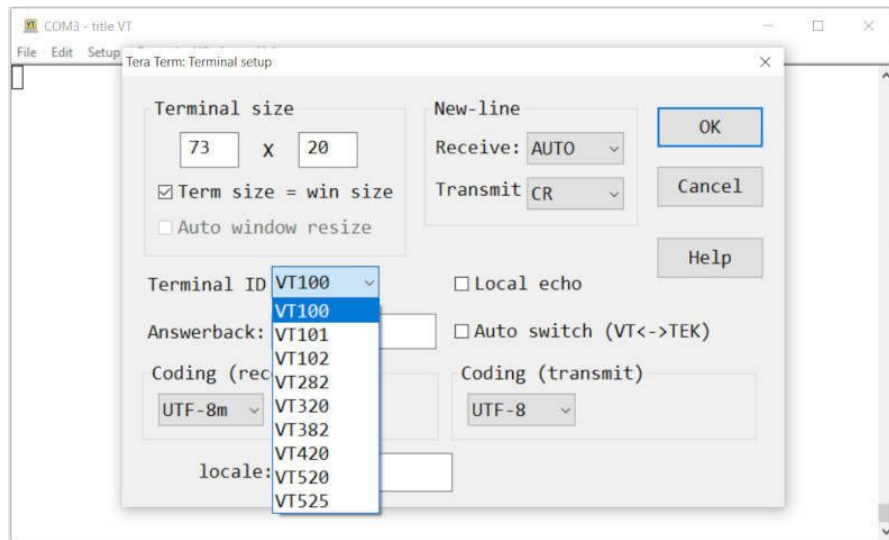 COM3 - title VT
File Edit Setup
Tera Term: Terminal setup
Terminal size
73 x 20
Term size = win size
Auto window resize
New-line
Receive: AUTO
Transmit CR
OK
Cancel
Help
Terminal ID VT100
VT100
VT101
VT102
VT282
VT320
VT382
VT420
VT520
VT525
Local echo
Answerback:
Auto switch (VT<->TEK)
Coding (rec
UTF-8m
Coding (transmit)
UTF-8
locale: